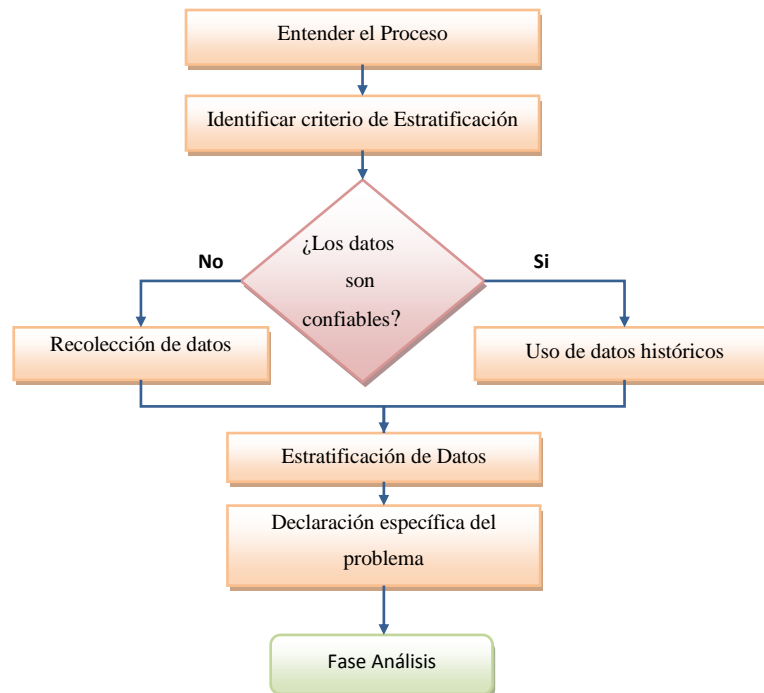 Entender el Proceso
Identificar criterio de Estratificación
¿Los datos
son
confiables?
No
Si
Recolección de datos
Uso de datos históricos
Estratificación de Datos
Declaración específica del
problema
Fase Análisis